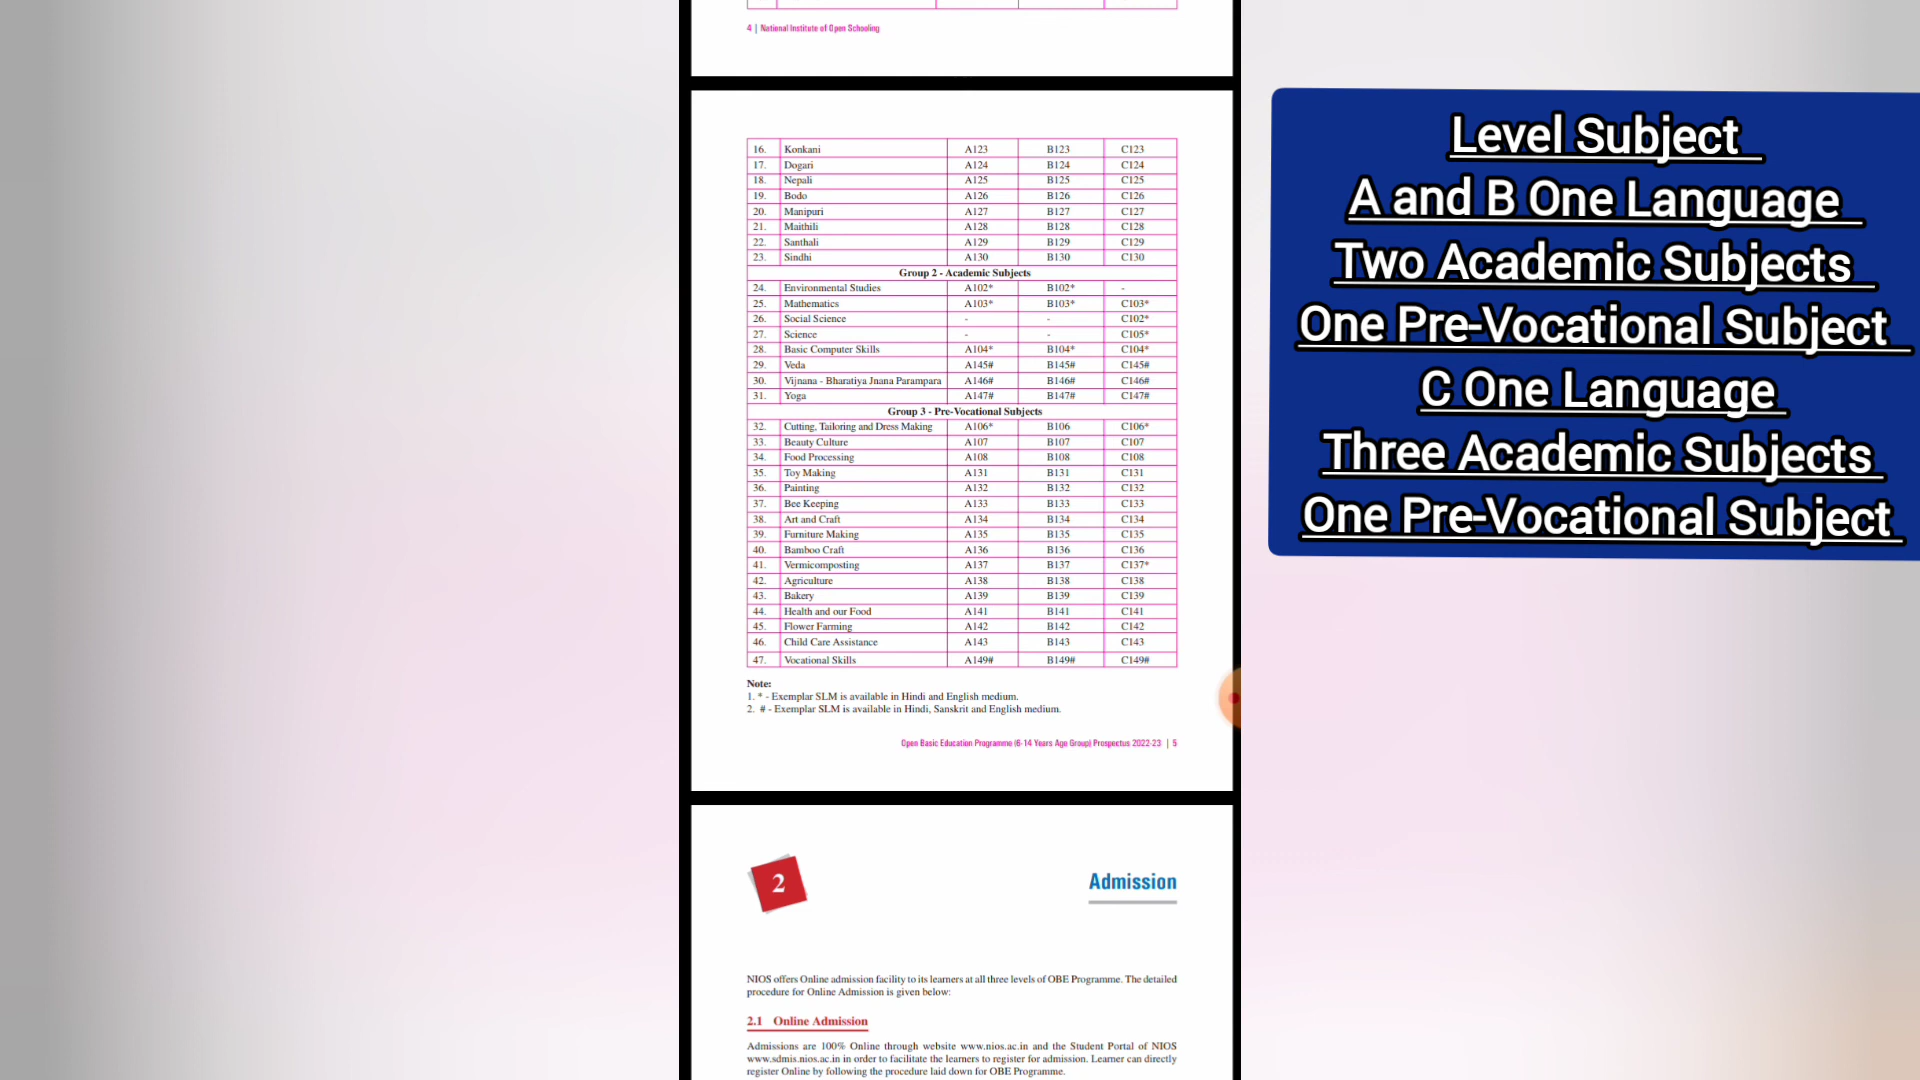 4 | National Institute of Open Schooling
16. Konkani A123 B123 C123
17. Dogari A124 B124 C124
18. Nepali A125 B125 C125
19. Bodo A126 B126 C126
20. Manipuri A127 B127 C127
21. Maithili A128 B128 C128
22. Santhali A129 B129 C129
23. Sindhi A130 B130 C130
Group 2 - Academic Subjects
24. Environmental Studies A102* B102* -
25. Mathematics A103* B103* C103*
26. Social Science - - C102*
27. Science - - C105*
28. Basic Computer Skills A104* B104* C104*
29. Veda A145# B145# C145#
30. Vijnana - Bharatiya Jnana Parampara A146# B146# C146#
31. Yoga A147# B147# C147#
Group 3 - Pre-Vocational Subjects
32. Cutting, Tailoring and Dress Making A106* B106 C106*
33. Beauty Culture A107 B107 C107
34. Food Processing A108 B108 C108
35. Toy Making A131 B131 C131
36. Painting A132 B132 C132
37. Bee Keeping A133 B133 C133
38. Art and Craft A134 B134 C134
39. Furniture Making A135 B135 C135
40. Bamboo Craft A136 B136 C136
41. Vermicomposting A137 B137 C137*
42. Agriculture A138 B138 C138
43. Bakery A139 B139 C139
44. Health and our Food A141 B141 C141
45. Flower Farming A142 B142 C142
46. Child Care Assistance A143 B143 C143
47. Vocational Skills A149# B149# C149#
Note:
1. * - Exemplar SLM is available in Hindi and English medium.
2. # - Exemplar SLM is available in Hindi, Sanskrit and English medium.
Open Basic Education Programme (6-14 Years Age Group) Prospectus 2022-23 | 5
2
Admission
NIOS offers Online admission facility to its learners at all three levels of OBE Programme. The detailed
procedure for Online Admission is given below:
2.1 Online Admission
Admissions are 100% Online through website www.nios.ac.in and the Student Portal of NIOS
www.sdmis.nios.ac.in in order to facilitate the learners to register for admission. Learner can directly
register Online by following the procedure laid down for OBE Programme.
Level Subject
A and B One Language
Two Academic Subjects
One Pre-Vocational Subject
C One Language
Three Academic Subjects
One Pre-Vocational Subject